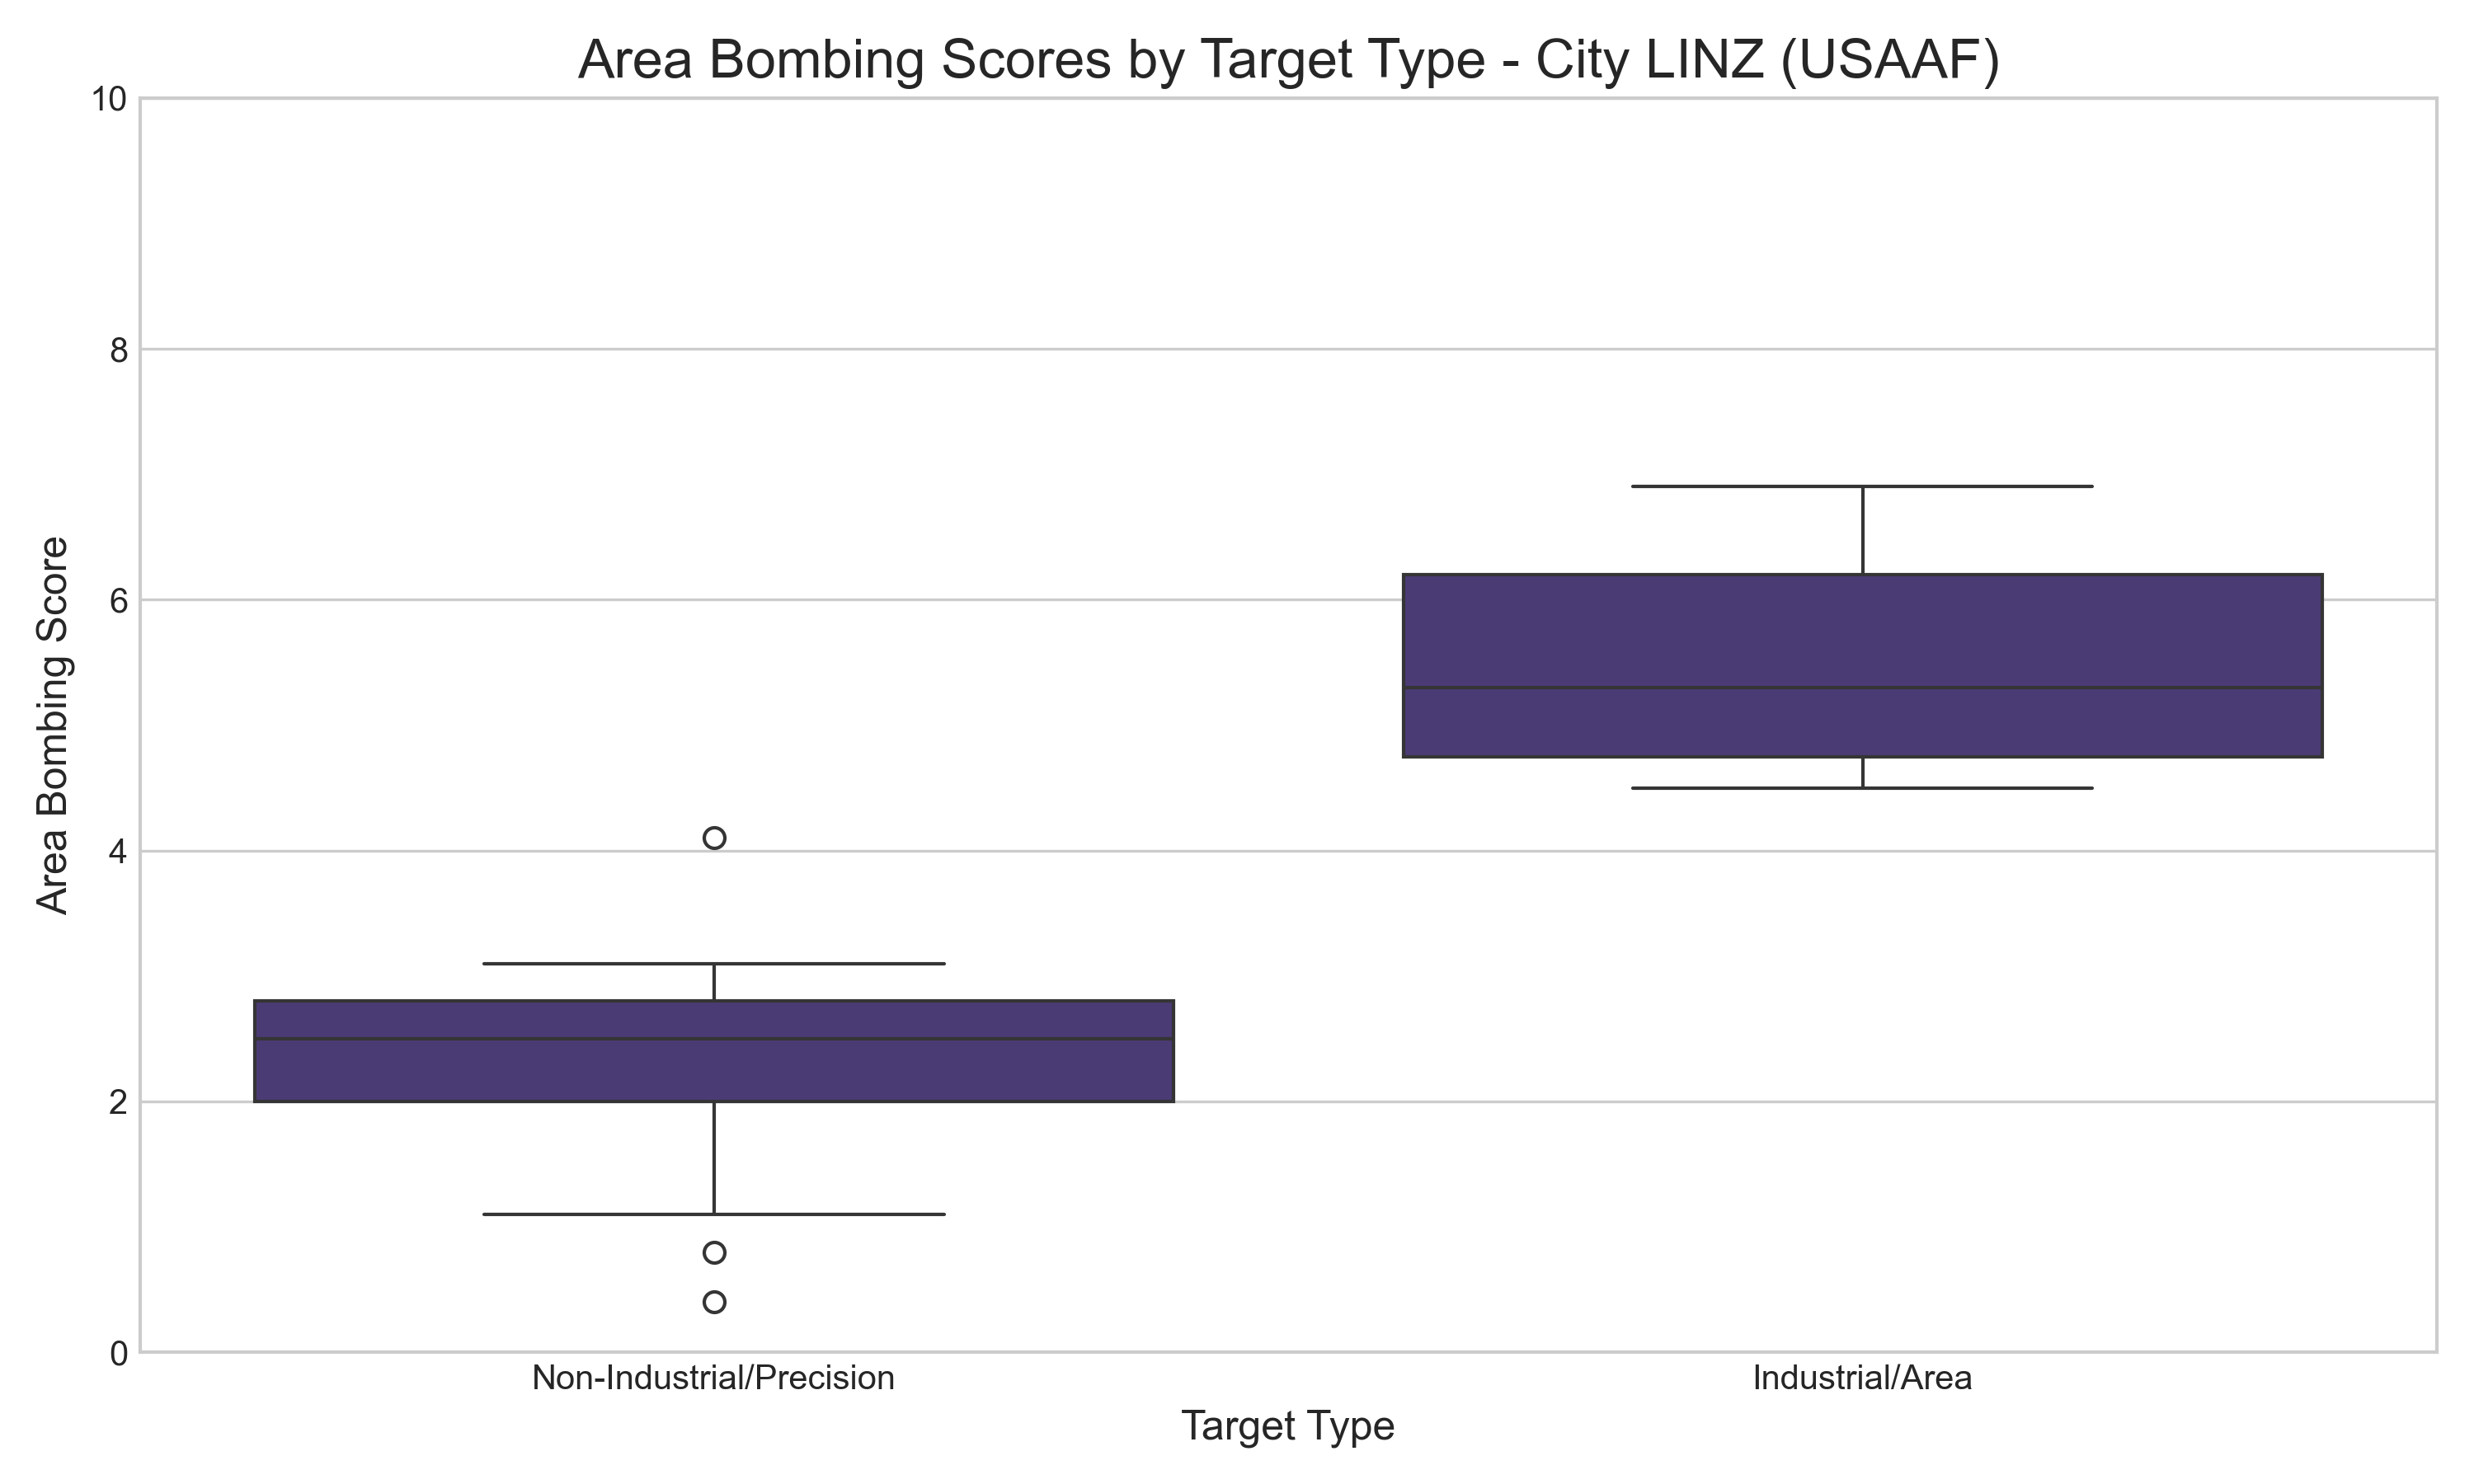 Area Bombing Scores by Target Type - City LINZ (USAAF)
10
8
6
4
2
0
Area Bombing Score
Non-Industrial/Precision
Industrial/Area
Target Type